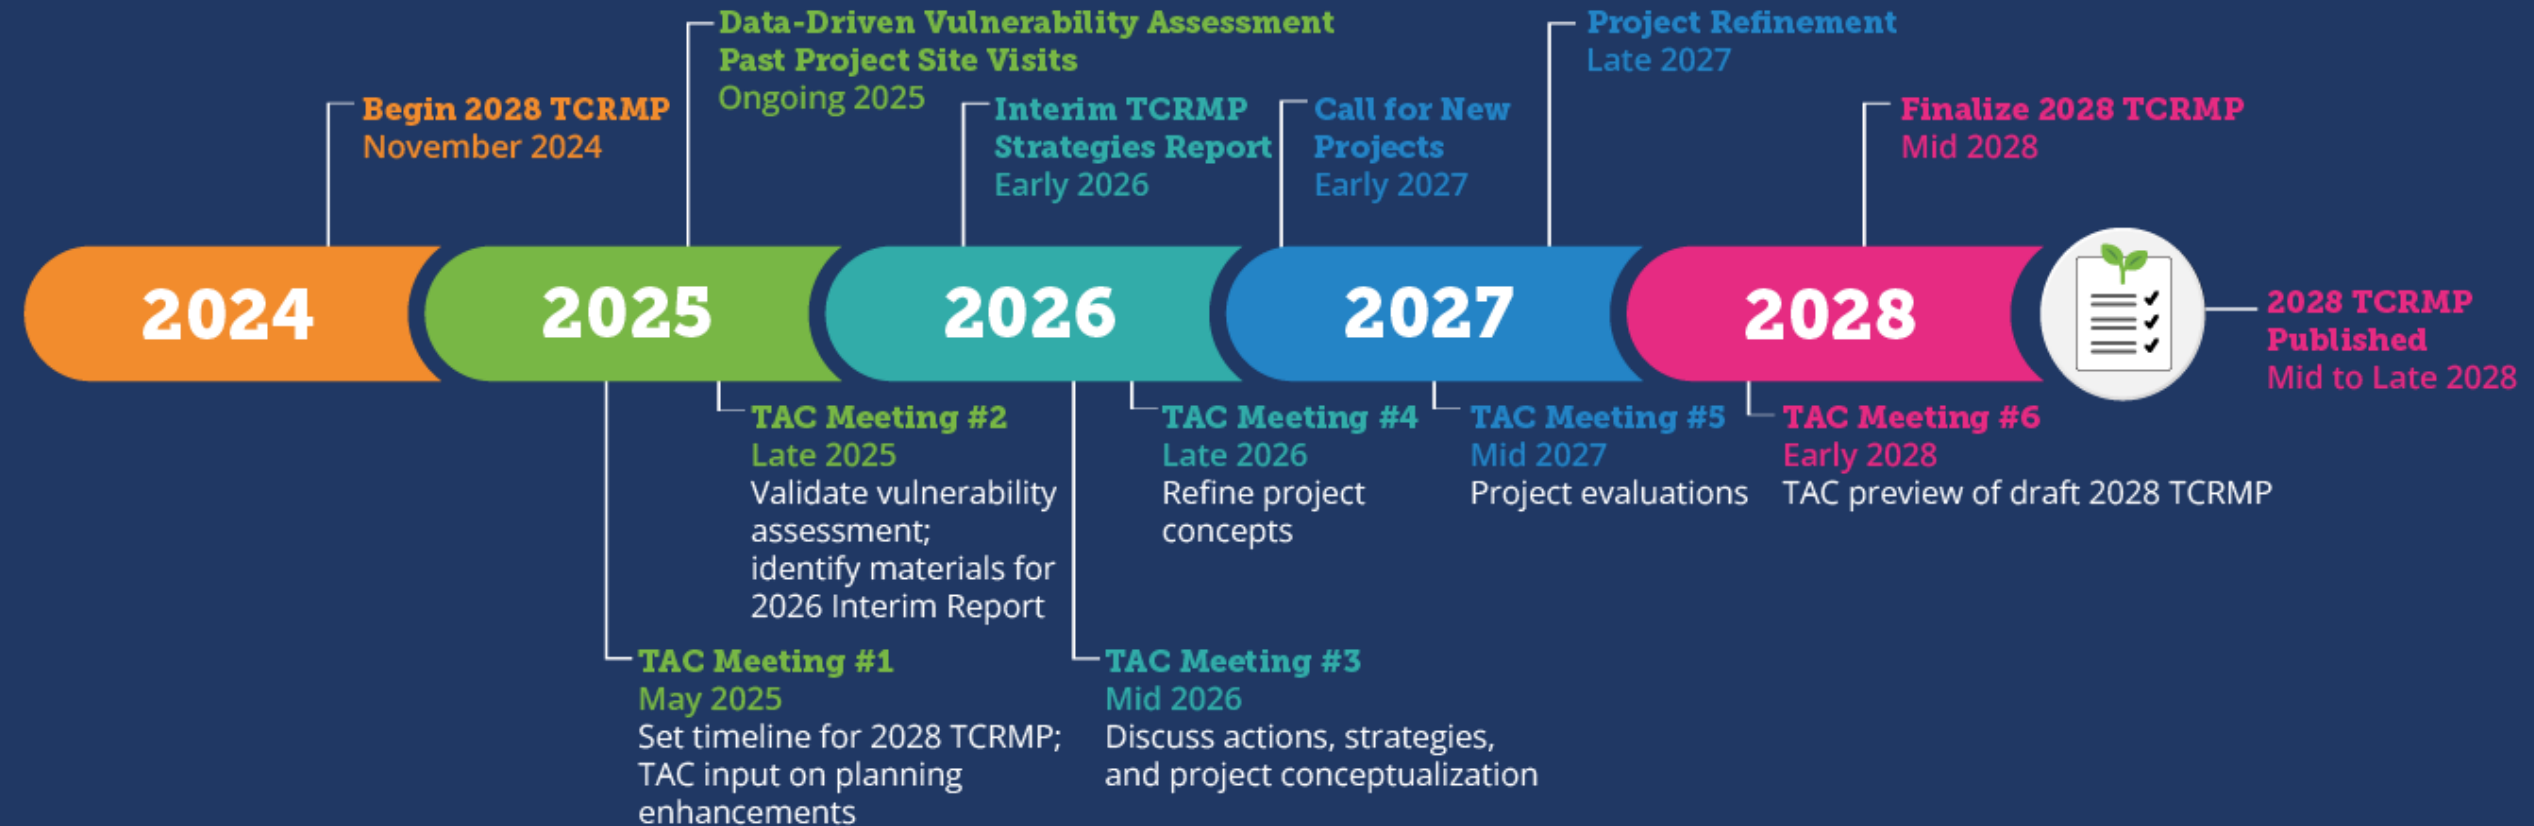 Data-Driven Vulnerability Assessment
Past Project Site Visits
Ongoing 2025
Project Refinement
Late 2027
Begin 2028 TCRMP
November 2024
Interim TCRMP
Strategies Report
Early 2026
Call for New
Projects
Early 2027
Finalize 2028 TCRMP
Mid 2028
2024
2025
2026
2027
2028
2028 TCRMP
Published
Mid to Late 2028
TAC Meeting #2
Late 2025
Validate vulnerability
assessment;
identify materials for
2026 Interim Report
TAC Meeting #4
Late 2026
Refine project
concepts
TAC Meeting #5
Mid 2027
Project evaluations
TAC Meeting #6
Early 2028
TAC preview of draft 2028 TCRMP
TAC Meeting #1
May 2025
Set timeline for 2028 TCRMP;
TAC input on planning
enhancements
TAC Meeting #3
Mid 2026
Discuss actions, strategies,
and project conceptualization